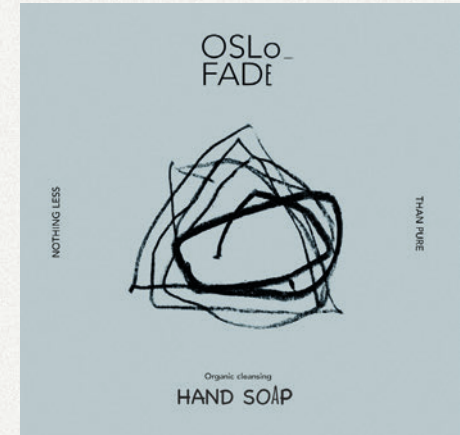 OSLo_
FADE
NOTHING LESS
THAN PURE
Organic cleansing
HAND SOAP